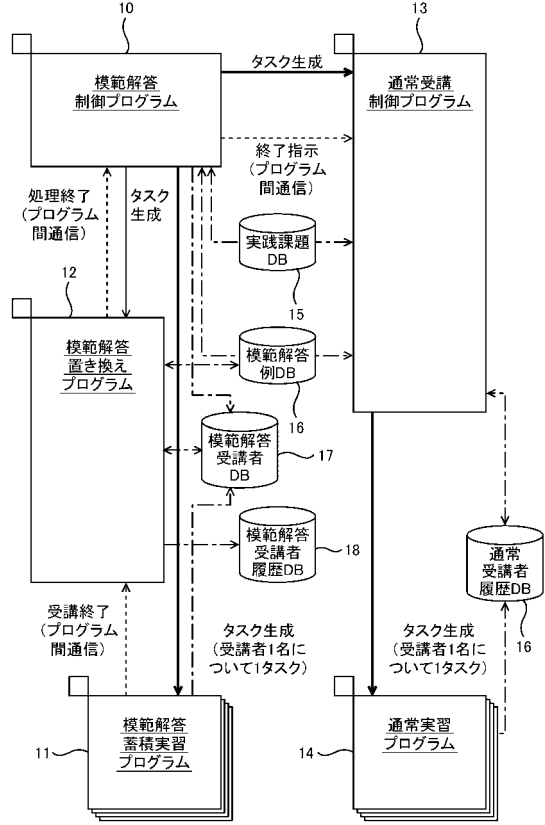 10
13
模範解答
制御プログラム
タスク生成
通常受講
制御プログラム
終了指示
(プログラム
間通信)
処理終了
(プログラム
間通信)
タスク
生成
12
実践課題
DB
15
模範解答
置き換え
プログラム
模範解答
例DB
16
模範解答
受講者
DB
17
模範解答
受講者
履歴DB
18
通常
受講者
履歴DB
16
受講終了
(プログラム
間通信)
タスク生成
(受講者1名に
ついて1タスク)
タスク生成
(受講者1名に
ついて1タスク)
11
模範解答
蓄積実習
プログラム
14
通常実習
プログラム